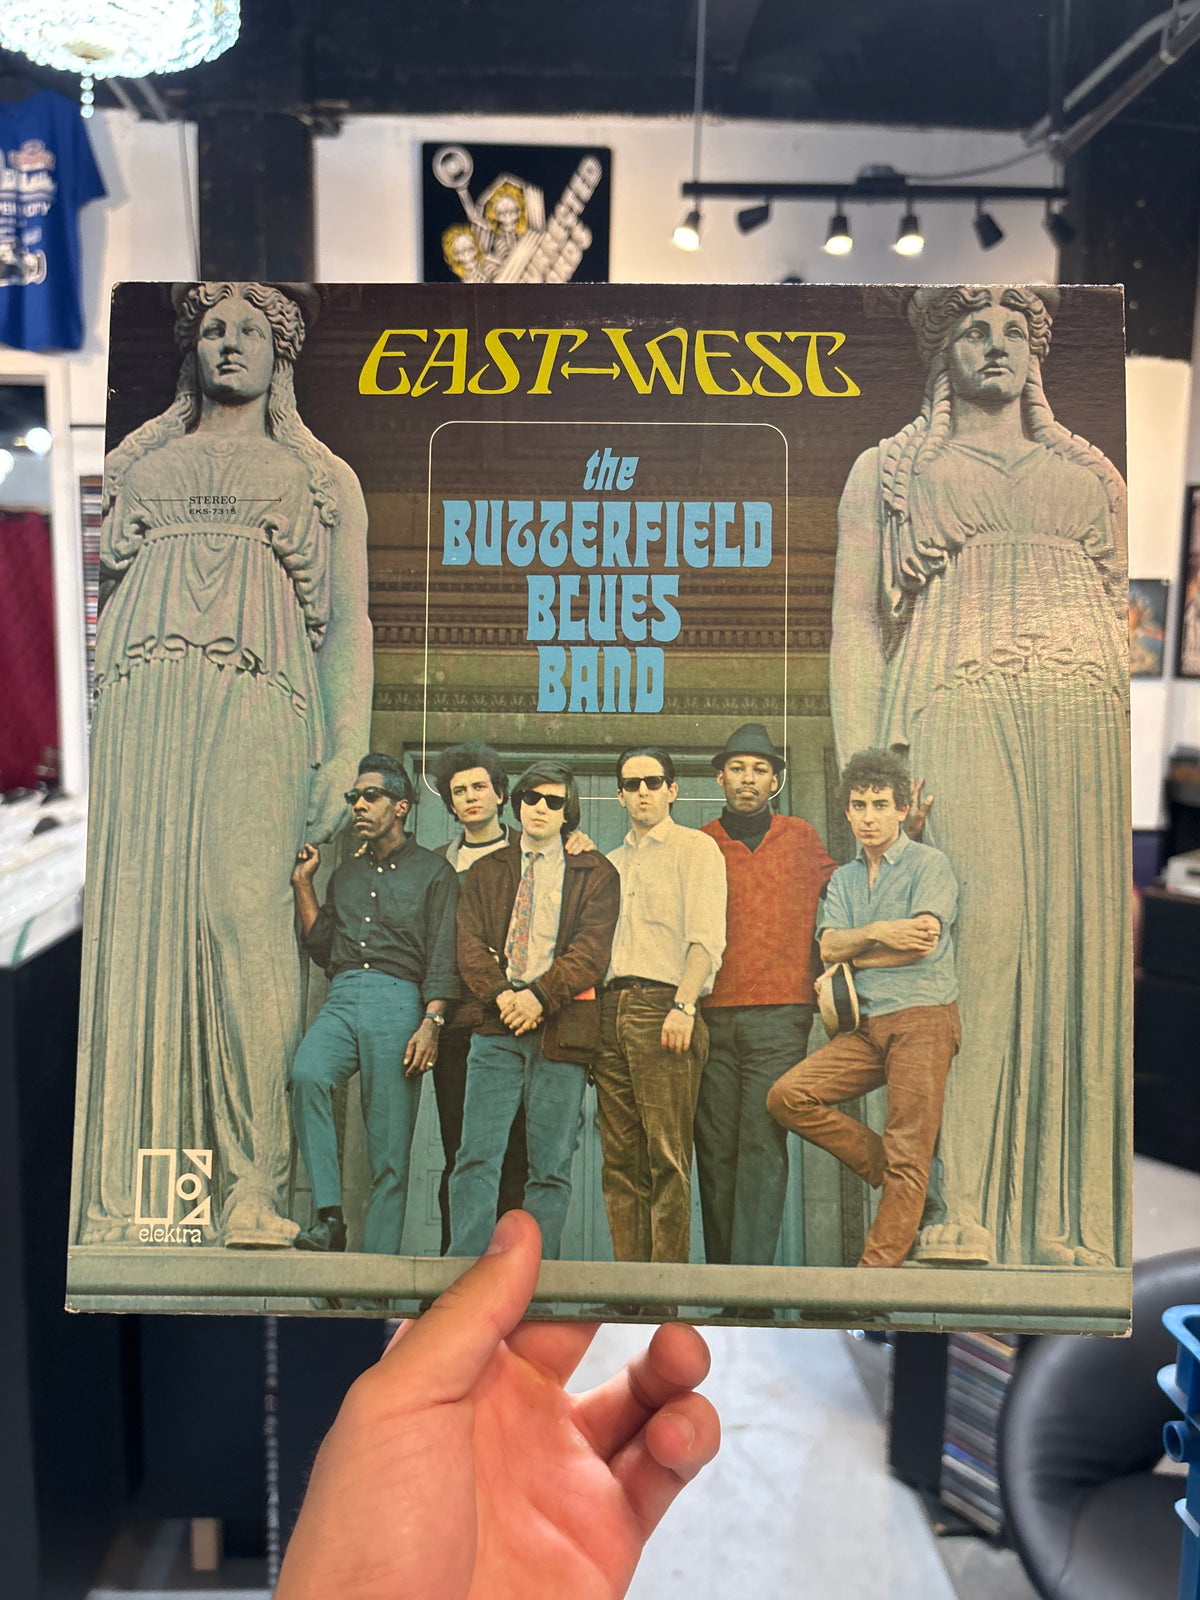 EAST-WEST
the
BUTTERFIELD
BLUES
BAND
STEREO
EKS-7315
elektra